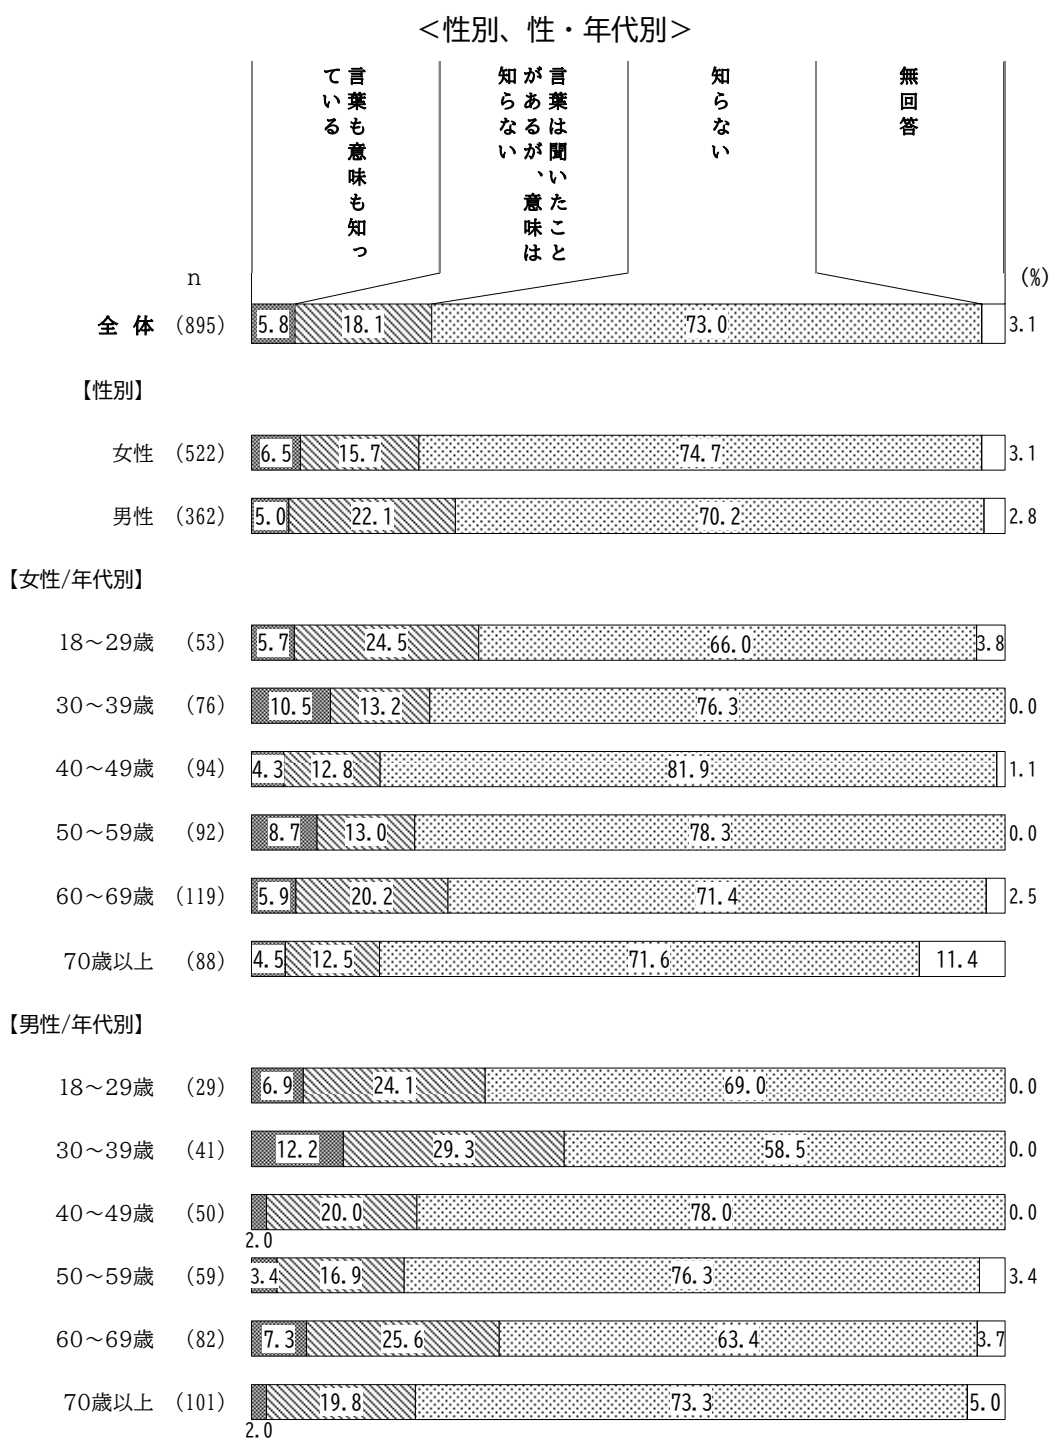 ＜性別、性・年代別＞
言葉も意味も知っ
ている
言葉は聞いたこと
があるが、意味は
知らない
知らない
無回答
n
(%)
全 体 (895) 5.8 18.1 73.0 3.1
【性別】
女性 (522) 6.5 15.7 74.7 3.1
男性 (362) 5.0 22.1 70.2 2.8
【女性/年代別】
18～29歳 (53) 5.7 24.5 66.0 3.8
30～39歳 (76) 10.5 13.2 76.3 0.0
40～49歳 (94) 4.3 12.8 81.9 1.1
50～59歳 (92) 8.7 13.0 78.3 0.0
60～69歳 (119) 5.9 20.2 71.4 2.5
70歳以上 (88) 4.5 12.5 71.6 11.4
【男性/年代別】
18～29歳 (29) 6.9 24.1 69.0 0.0
30～39歳 (41) 12.2 29.3 58.5 0.0
40～49歳 (50) 2.0 20.0 78.0 0.0
50～59歳 (59) 3.4 16.9 76.3 3.4
60～69歳 (82) 7.3 25.6 63.4 3.7
70歳以上 (101) 2.0 19.8 73.3 5.0